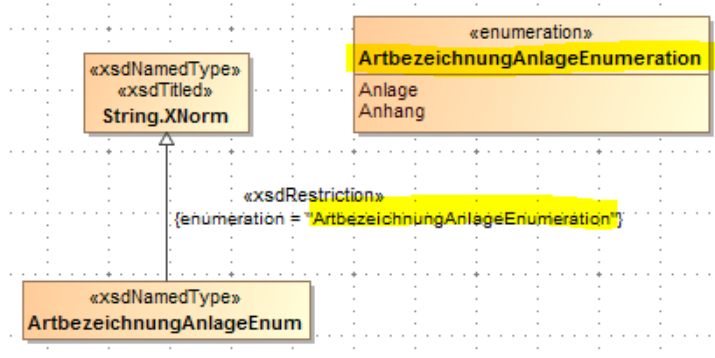 «enumeration»
ArtbezeichnungAnlageEnumeration
Anlage
Anhang
«xsdNamedType»
«xsdTitled»
String.XNorm
«xsdRestriction»
{enumeration = "ArtbezeichnungAnlageEnumeration"}
«xsdNamedType»
ArtbezeichnungAnlageEnum